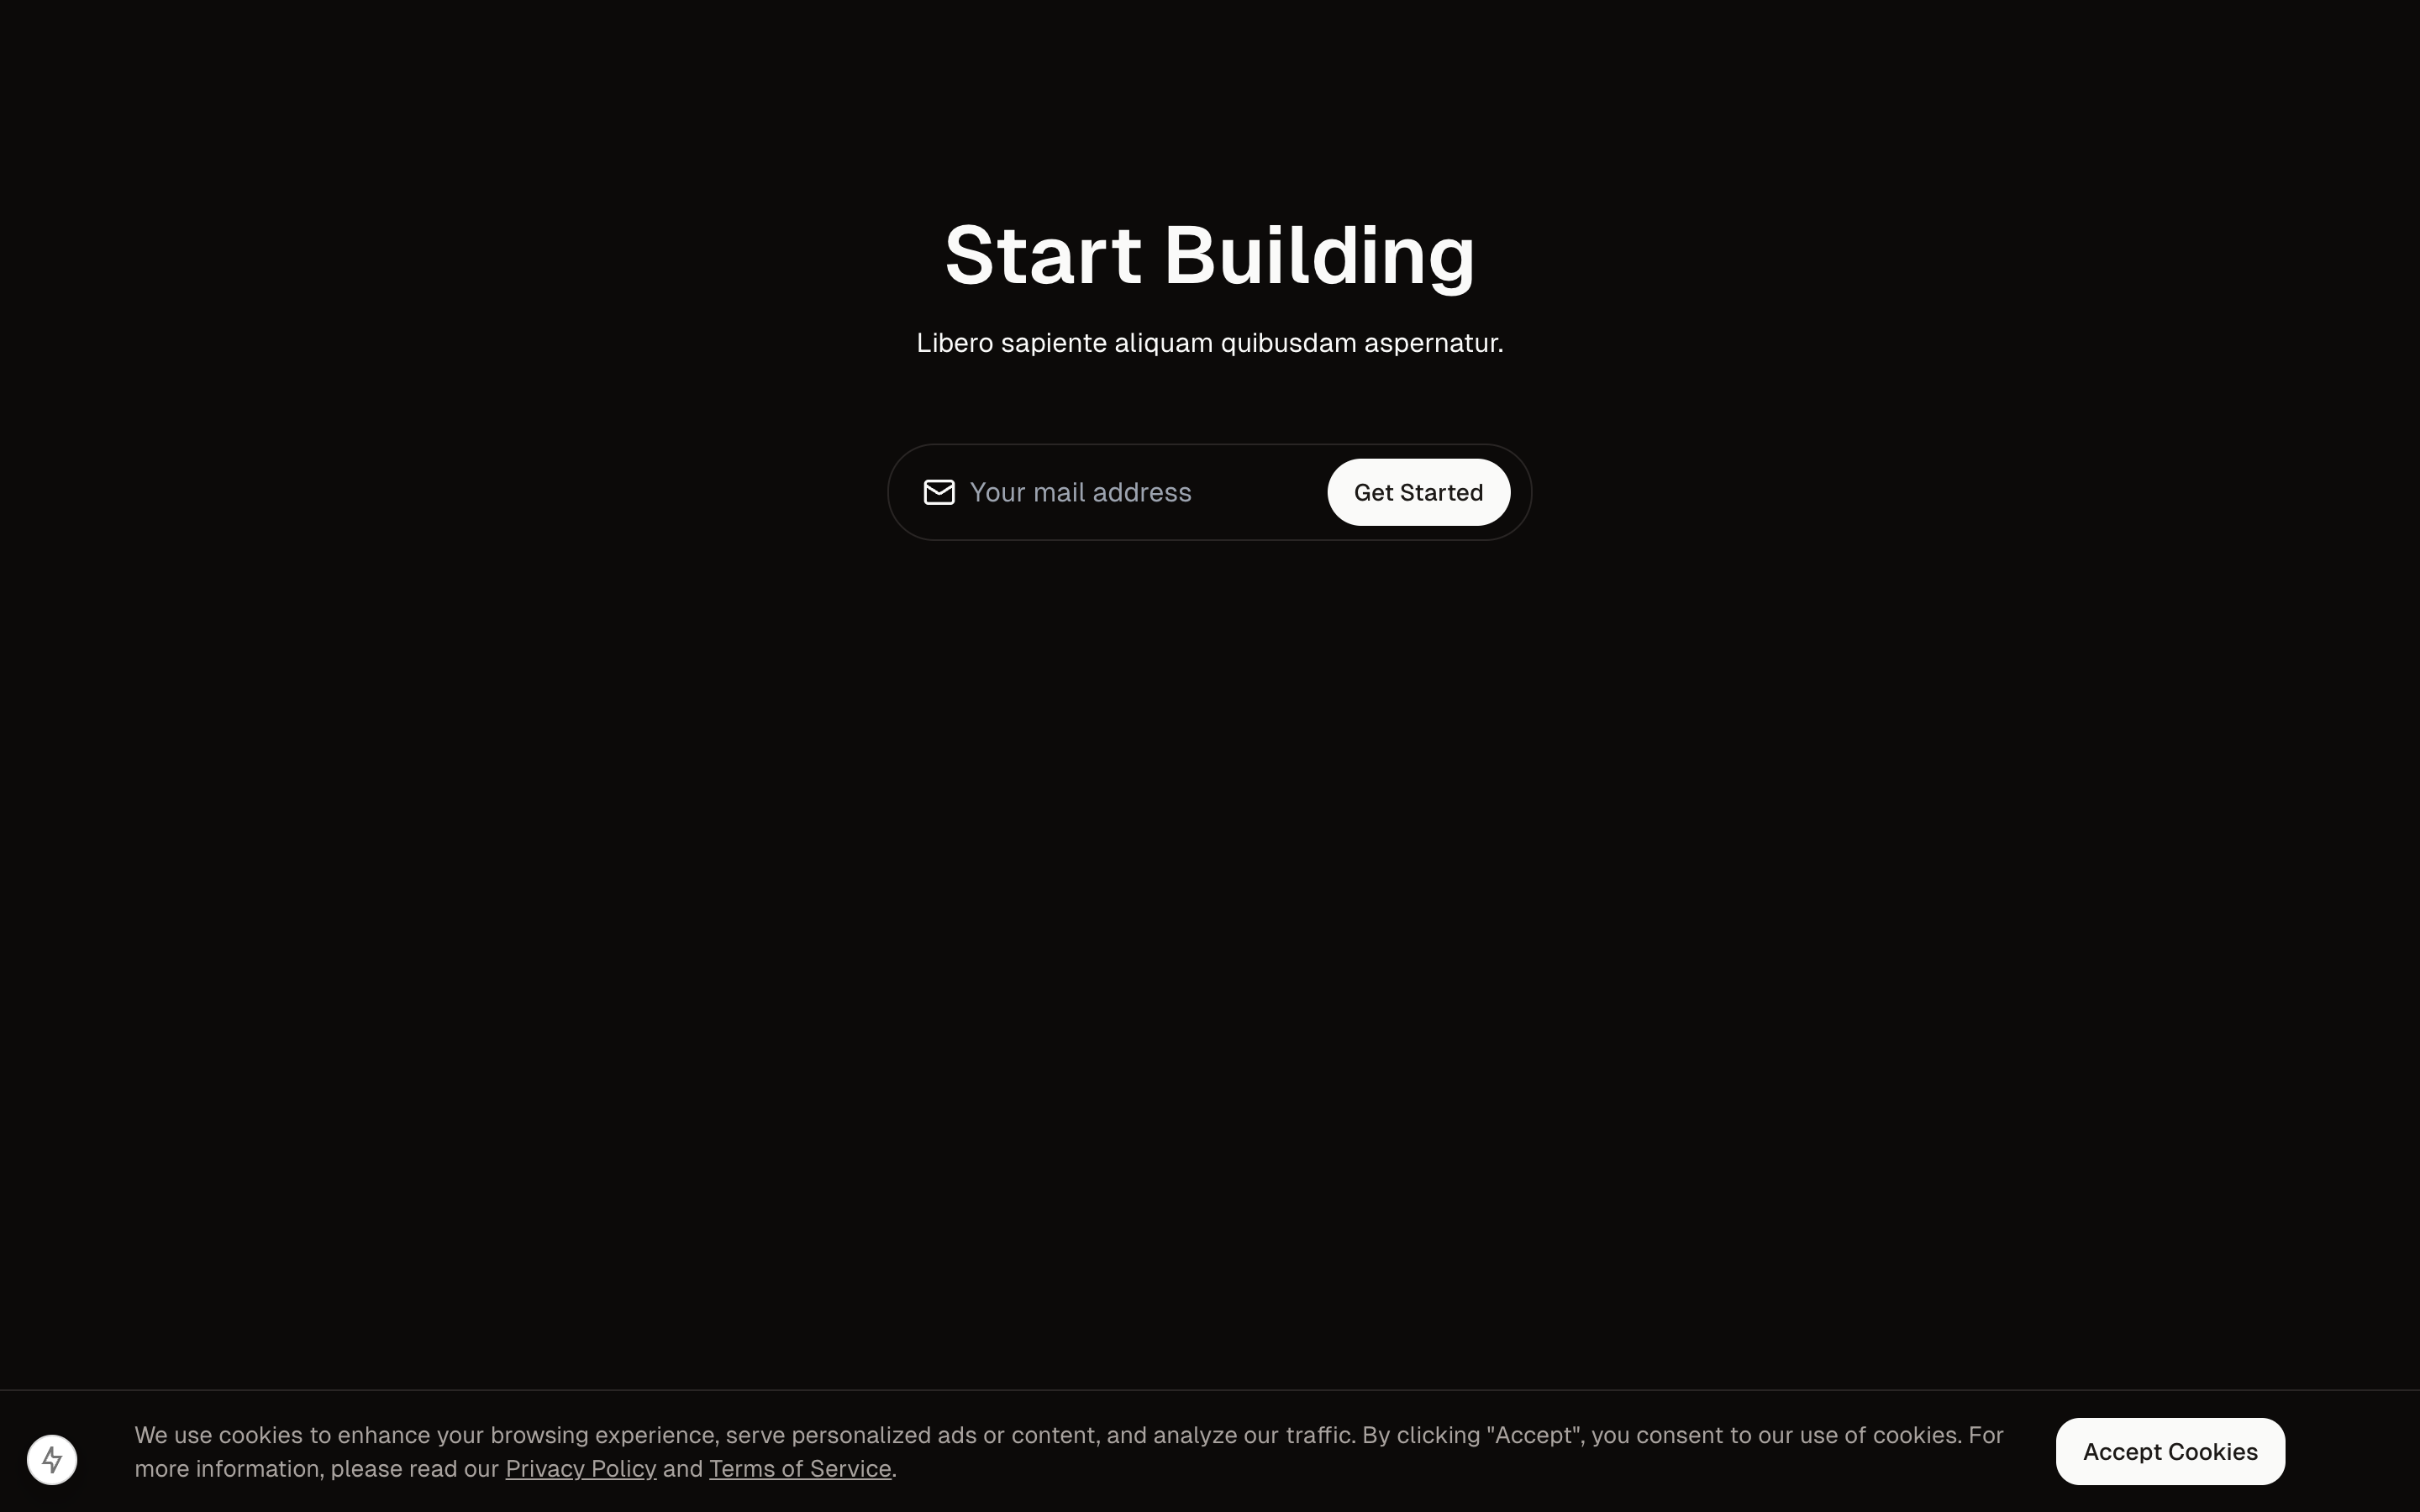 Start Building
Libero sapiente aliquam quibusdam aspernatur.
Your mail address
Get Started
We use cookies to enhance your browsing experience, serve personalized ads or content, and analyze our traffic. By clicking "Accept", you consent to our use of cookies. For
more information, please read our Privacy Policy and Terms of Service.
Accept Cookies